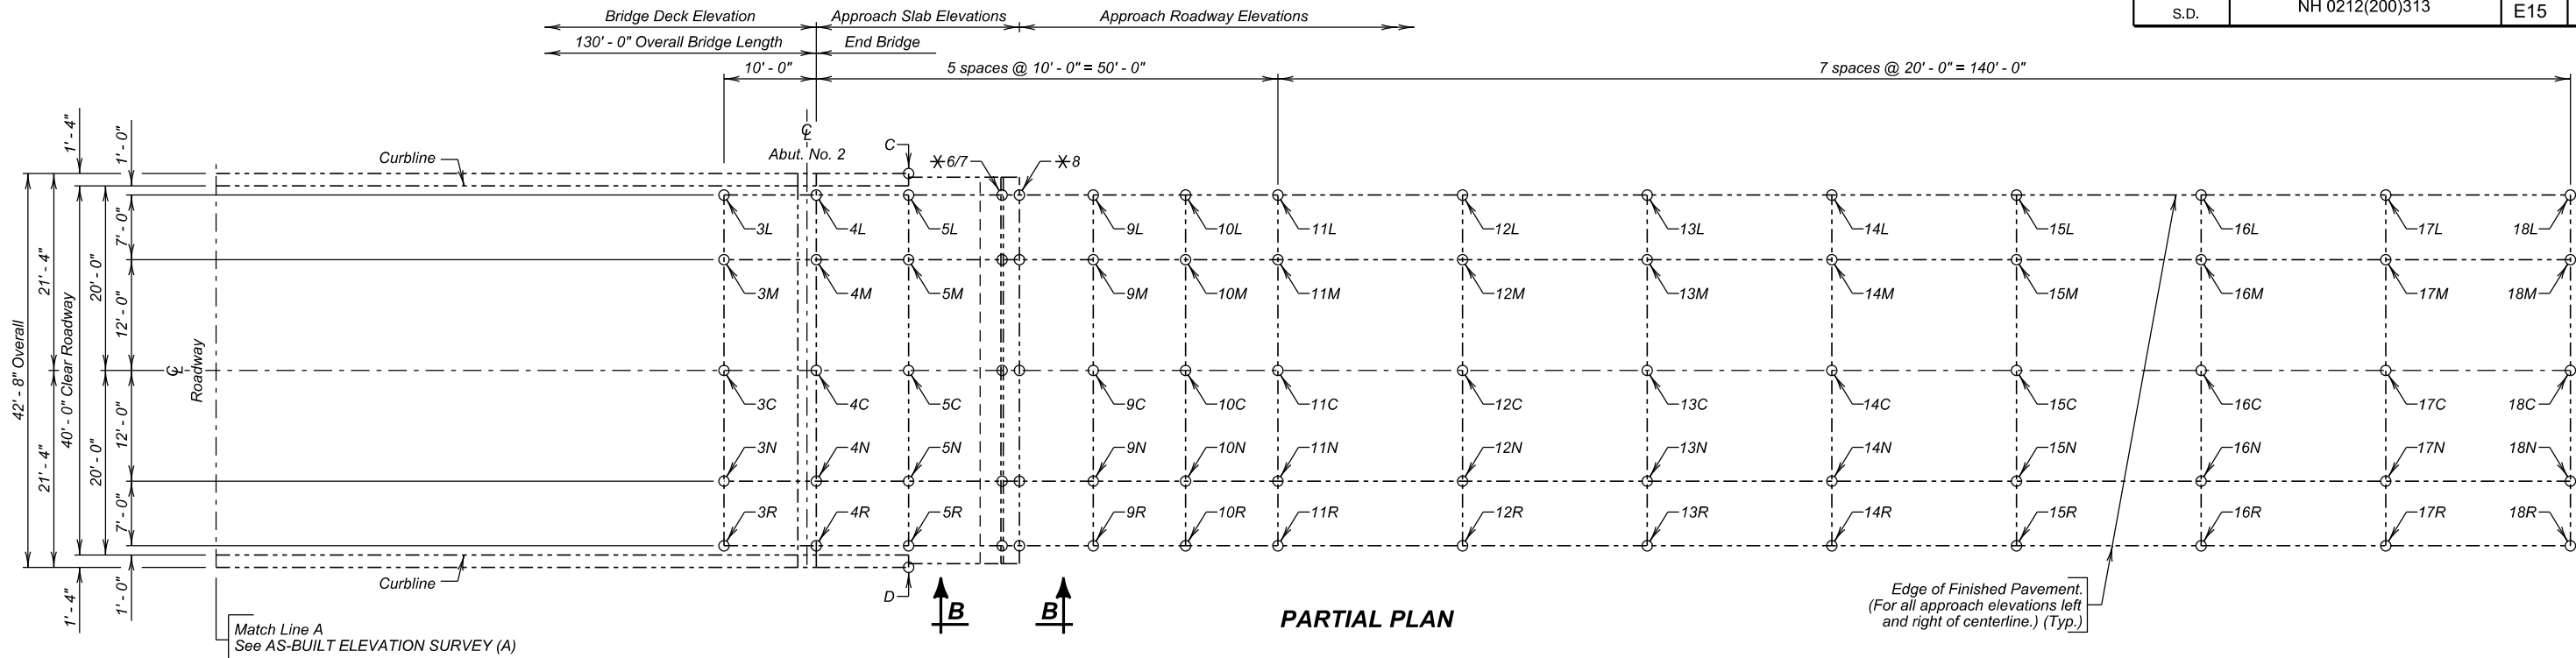 S.D.
NH 0212(200)313
E15
Bridge Deck Elevation
Approach Slab Elevations
Approach Roadway Elevations
130' - 0" Overall Bridge Length
End Bridge
10' - 0"
5 spaces @ 10' - 0" = 50' - 0"
7 spaces @ 20' - 0" = 140' - 0"
1' - 4"
1' - 0"
Curbline
℄
Abut. No. 2
C
6/7
8
42' - 8" Overall
21' - 4"
21' - 4"
40' - 0" Clear Roadway
20' - 0"
20' - 0"
7' - 0"
12' - 0"
12' - 0"
7' - 0"
℄
Roadway
3L
4L
5L
9L
10L
11L
12L
13L
14L
15L
16L
17L
18L
3M
4M
5M
9M
10M
11M
12M
13M
14M
15M
16M
17M
18M
3C
4C
5C
9C
10C
11C
12C
13C
14C
15C
16C
17C
18C
3N
4N
5N
9N
10N
11N
12N
13N
14N
15N
16N
17N
18N
3R
4R
5R
9R
10R
11R
12R
13R
14R
15R
16R
17R
18R
1' - 4"
1' - 0"
Curbline
D
B
B
PARTIAL PLAN
Edge of Finished Pavement.
(For all approach elevations left
and right of centerline.) (Typ.)
Match Line A
See AS-BUILT ELEVATION SURVEY (A)